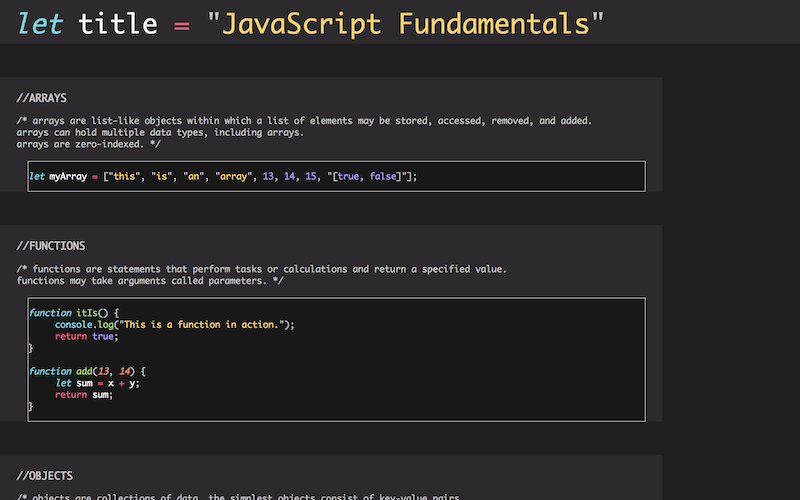 let title = "JavaScript Fundamentals"
//ARRAYS
/* arrays are list-like objects within which a list of elements may be stored, accessed, removed, and added.
arrays can hold multiple data types, including arrays.
arrays are zero-indexed. */
let myArray = ["this", "is", "an", "array", 13, 14, 15, "[true, false]"];
//FUNCTIONS
/* functions are statements that perform tasks or calculations and return a specified value.
functions may take arguments called parameters. */
function itIs() {
console.log("This is a function in action.");
return true;
}
function add(13, 14) {
let sum = x + y;
return sum;
}
//OBJECTS
/* objects are collections of data. the simplest objects consist of key-value pairs.